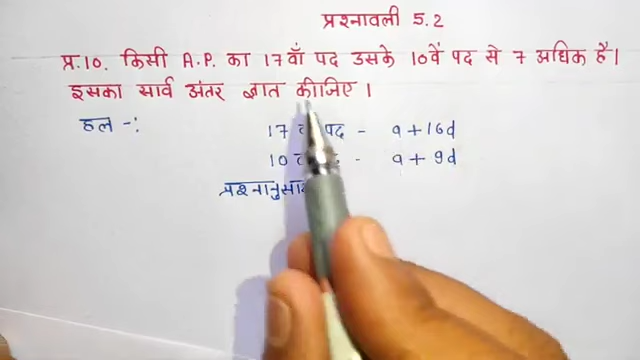 प्रश्नावली 5.2
प्र.10. किसी A.P. का 17वाँ पद उसके 10वें पद से 7 अधिक है।
इसका सार्व अंतर ज्ञात कीजिए।
हल -:
17 पद - a + 16d
10 - a + 9d